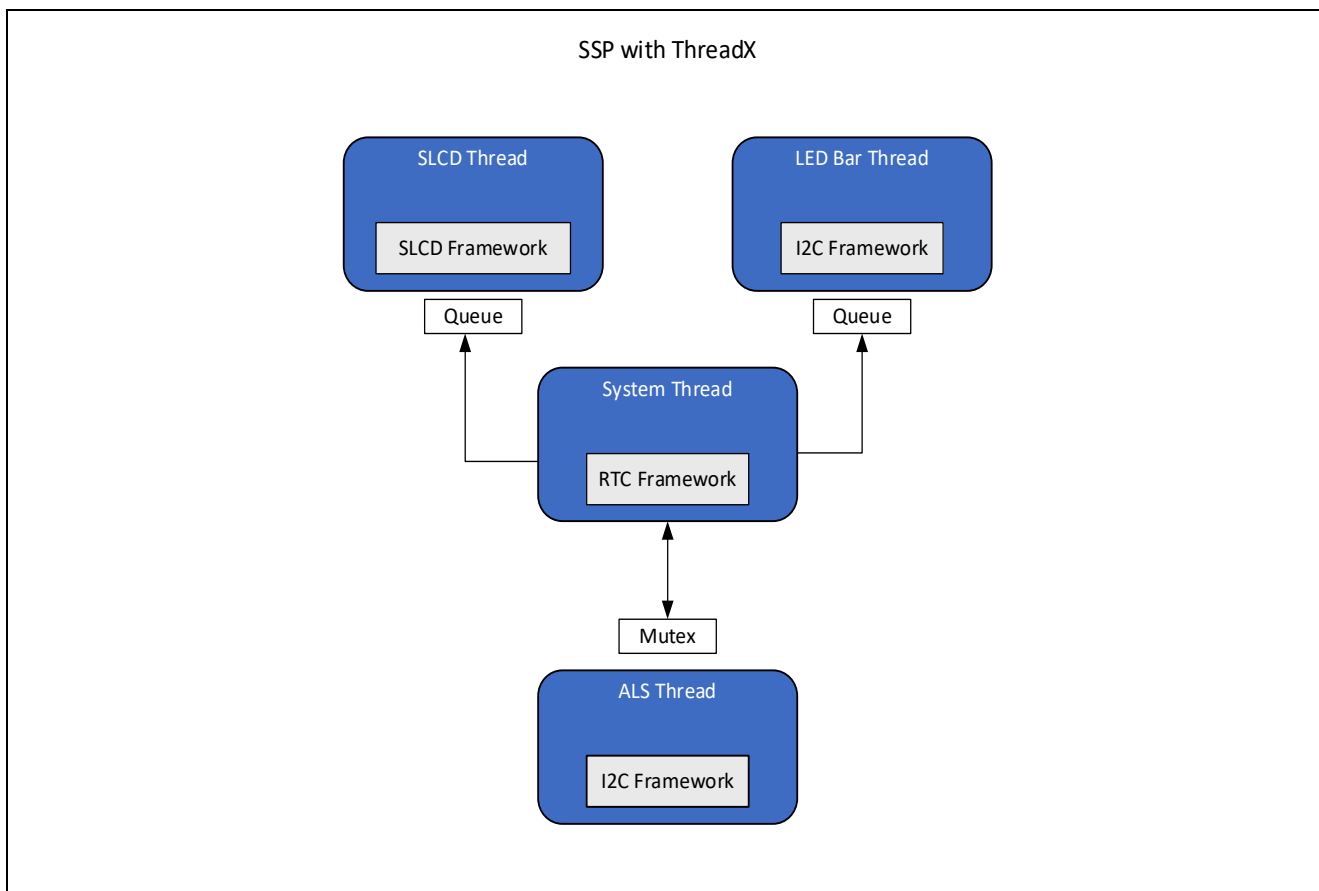 SSP with ThreadX
SLCD Thread
SLCD Framework
Queue
LED Bar Thread
I2C Framework
Queue
System Thread
RTC Framework
Mutex
ALS Thread
I2C Framework